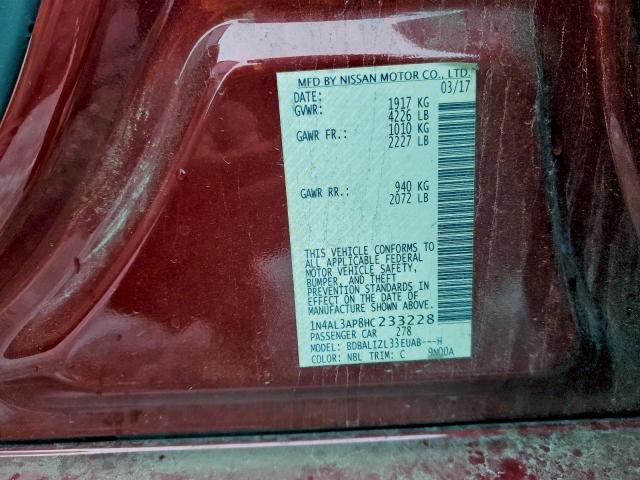 MFD BY NISSAN MOTOR CO., LTD.
DATE: 03/17
GVWR: 1917 KG
4226 LB
GAWR FR.: 1010 KG
2227 LB
GAWR RR.: 940 KG
2072 LB
THIS VEHICLE CONFORMS TO
ALL APPLICABLE FEDERAL
MOTOR VEHICLE SAFETY,
BUMPER, AND THEFT
PREVENTION STANDARDS IN
EFFECT ON THE DATE OF
MANUFACTURE SHOWN ABOVE.
1N4AL3AP8HC233228
PASSENGER CAR 278
MODEL: BDBALIZL33EUAB---H
COLOR: NBL TRIM: C 9N00A